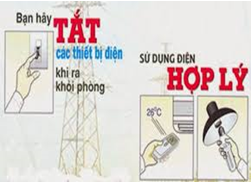 Bạn hãy
TẮT
các thiết bị điện
khi ra
khỏi phòng
SỬ DỤNG ĐIỆN
HỢP LÝ
26°C